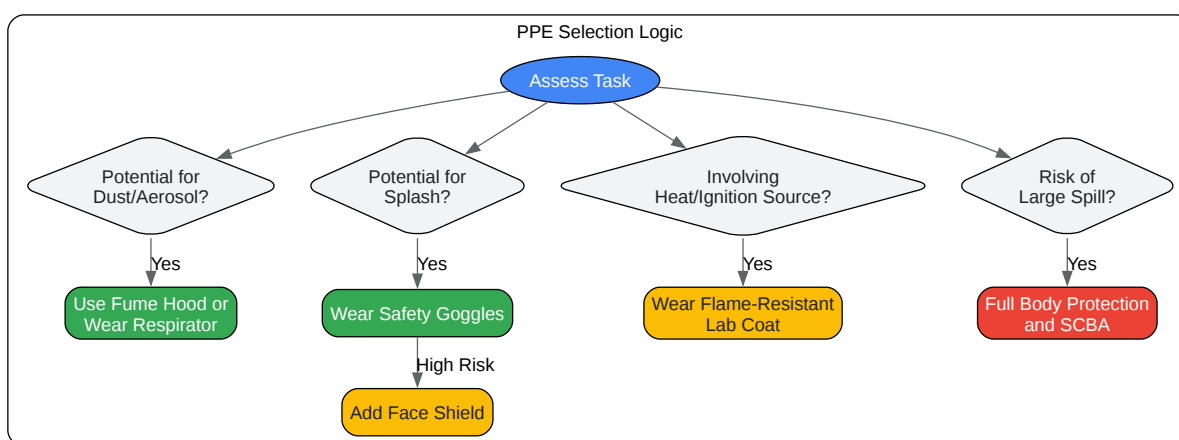 PPE Selection Logic
Assess Task
Potential for
Dust/Aerosol?
Potential for
Splash?
Involving
Heat/Ignition Source?
Risk of
Large Spill?
Yes
Yes
Yes
Yes
Use Fume Hood or
Wear Respirator
Wear Safety Goggles
Wear Flame-Resistant
Lab Coat
Full Body Protection
and SCBA
High Risk
Add Face Shield